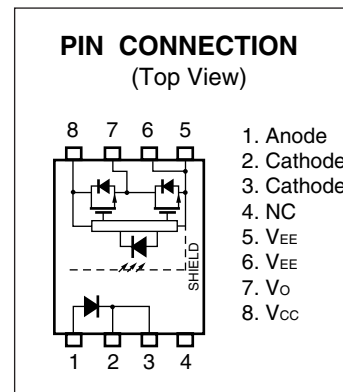 PIN CONNECTION
(Top View)
8 7 6 5
SHIELD
1 2 3 4
1. Anode
2. Cathode
3. Cathode
4. NC
5. VEE
6. VEE
7. VO
8. VCC